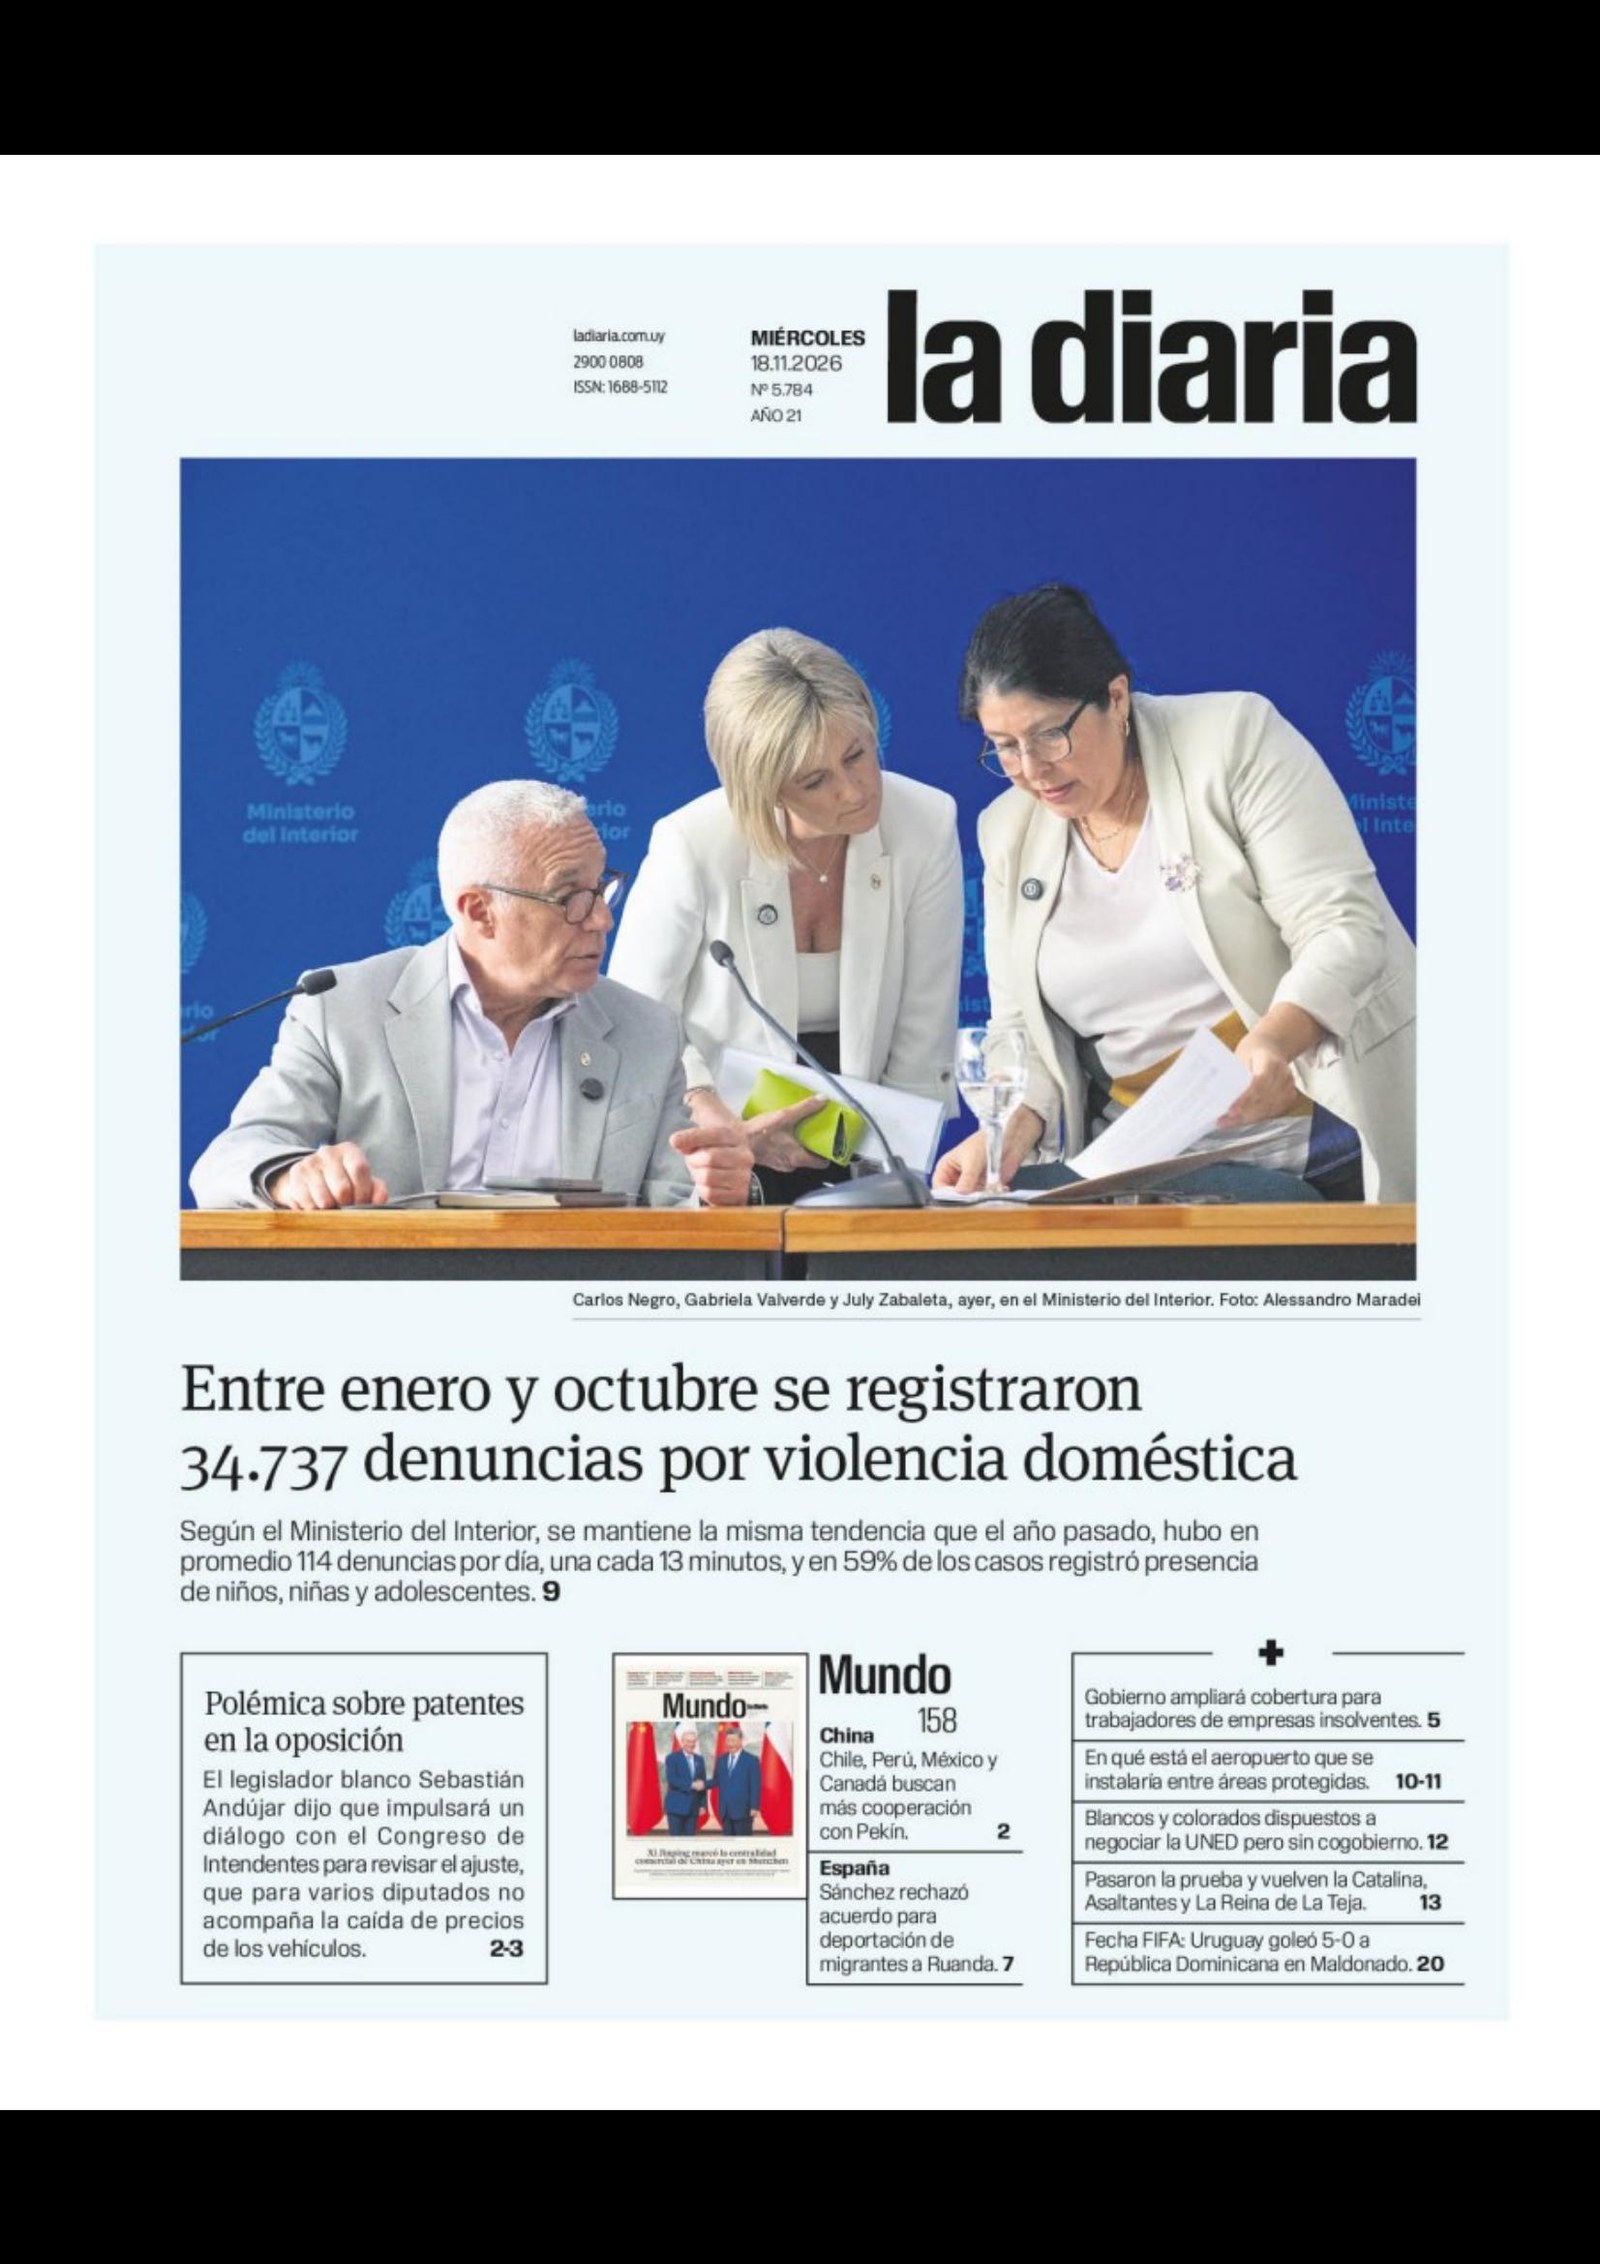 ladiaria.com.uy
2900 0808
ISSN: 1688-5112
MIÉRCOLES
18.11.2026
Nº 5.784
AÑO 21
la diaria
Ministerio
del Interior
Carlos Negro, Gabriela Valverde y July Zabaleta, ayer, en el Ministerio del Interior. Foto: Alessandro Maradei
Entre enero y octubre se registraron
34.737 denuncias por violencia doméstica
Según el Ministerio del Interior, se mantiene la misma tendencia que el año pasado, hubo en
promedio 114 denuncias por día, una cada 13 minutos, y en 59% de los casos registró presencia
de niños, niñas y adolescentes. 9
Polémica sobre patentes
en la oposición
El legislador blanco Sebastián
Andújar dijo que impulsará un
diálogo con el Congreso de
Intendentes para revisar el ajuste,
que para varios diputados no
acompaña la caída de precios
de los vehículos. 2-3
Mundo
Xi Jinping marcó la centralidad
comercial de China ayer en
Mundo
158
China
Chile, Perú, México y
Canadá buscan
más cooperación
con Pekín. 2
España
Sánchez rechazó
acuerdo para
deportación de
migrantes a Ruanda. 7
+
Gobierno ampliará cobertura para
trabajadores de empresas insolventes. 5
En qué está el aeropuerto que se
instalaría entre áreas protegidas. 10-11
Blancos y colorados dispuestos a
negociar la UNED pero sin cogobierno. 12
Pasaron la prueba y vuelven la Catalina,
Asaltantes y La Reina de La Teja. 13
Fecha FIFA: Uruguay goleó 5-0 a
República Dominicana en Maldonado. 20